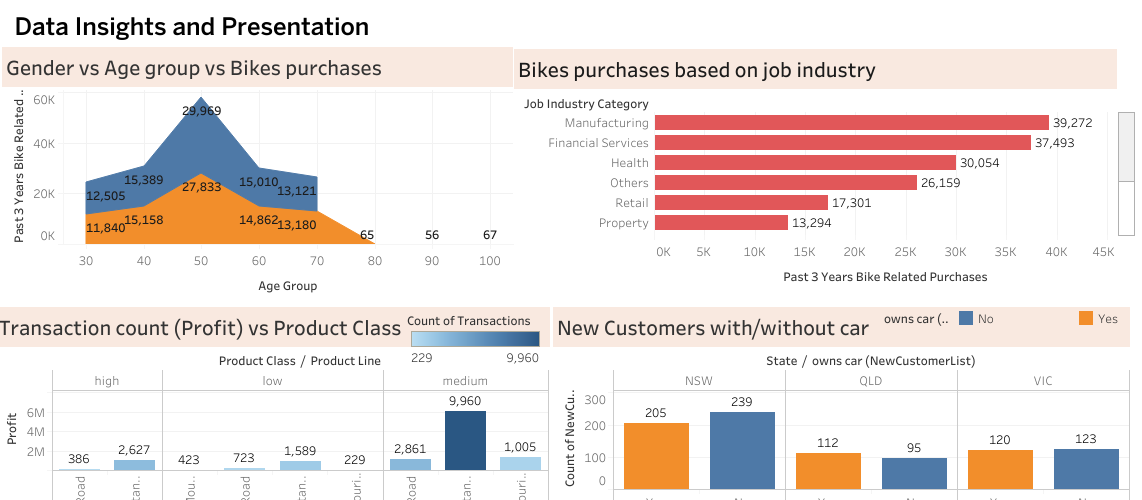 Data Insights and Presentation
Gender vs Age group vs Bikes purchases
Past 3 Years Bike Related ..
60K
40K
20K
0K
29,969
15,389
12,505
15,010
13,121
27,833
15,158
11,840
14,862
13,180
65
56
67
30 40 50 60 70 80 90 100
Age Group
Bikes purchases based on job industry
Job Industry Category
Manufacturing 39,272
Financial Services 37,493
Health 30,054
Others 26,159
Retail 17,301
Property 13,294
0K 5K 10K 15K 20K 25K 30K 35K 40K 45K
Past 3 Years Bike Related Purchases
Transaction count (Profit) vs Product Class
Count of Transactions
229 9,960
Product Class / Product Line
high low medium
Profit
6M
4M
2M
386 2,627 423 723 1,589 229 2,861 9,960 1,005
Road tan.. Mou.. Road tan.. ouri.. Road tan.. ouri..
New Customers with/without car
owns car (.. No Yes
State / owns car (NewCustomerList)
NSW QLD VIC
Count of NewCu..
300
200
100
0
205 239 112 95 120 123